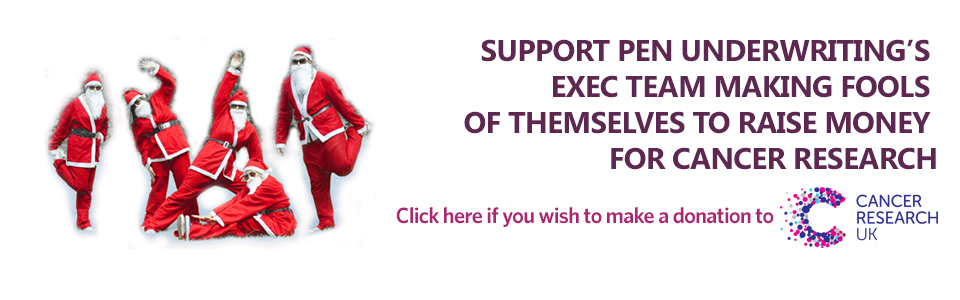 SUPPORT PEN UNDERWRITING’S
EXEC TEAM MAKING FOOLS
OF THEMSELVES TO RAISE MONEY
FOR CANCER RESEARCH
Click here if you wish to make a donation to
CANCER
RESEARCH
UK